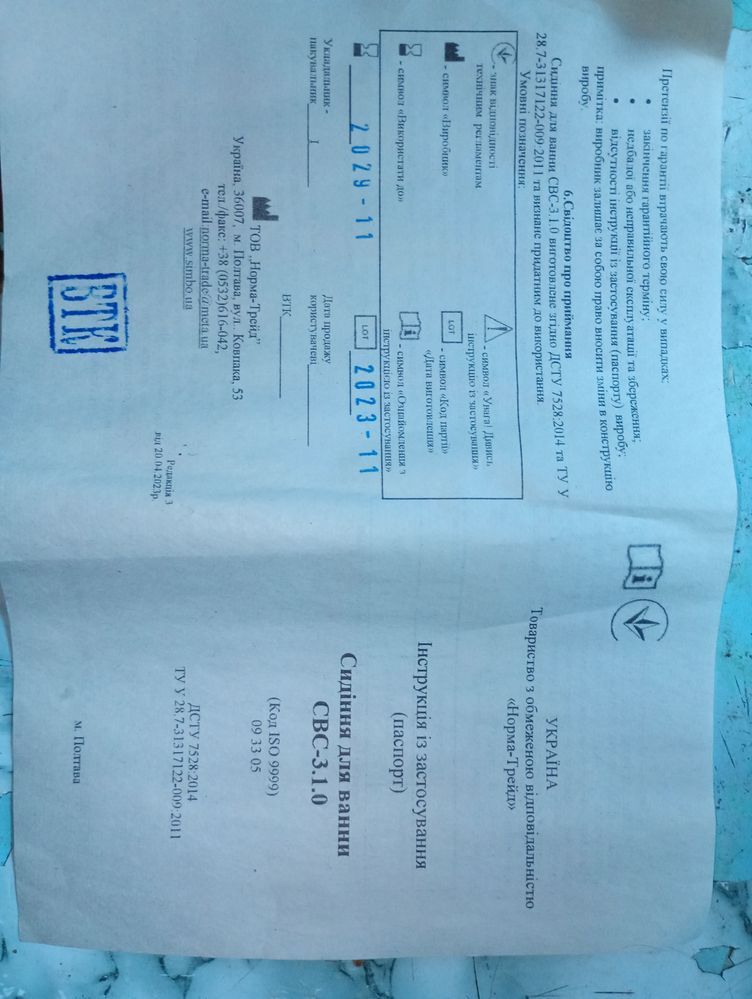 Претензії по гарантії втрачають свою силу у випадках:
• закінчення гарантійного терміну;
• недбалої або неправильної експлуатації та збереження;
• відсутності інструкції із застосування (паспорту) виробу;
примітка: виробник залишає за собою право вносити зміни в конструкцію
виробу.
6.Свідоцтво про приймання
Сидіння для ванни СВС-3.1.0 виготовлене згідно ДСТУ 7528:2014 та ТУ У
28.7-31317122-009:2011 та визнане придатним до використання.
Умовні позначення:
- знак відповідності
технічним регламентам
- символ «Виробник»
- символ «Використати до»
- символ «Увага! Дивись
інструкцію із застосування»
LOT - символ «Код партії»
«Дата виготовлення»
- символ «Ознайомлення з
інструкцією із застосування»
2029-11
LOT 2023-11
Укладальник -
пакувальник 1
Дата продажу
користувачеві
ВТК
ТОВ „Норма-Трейд”
Україна, 36007, м. Полтава, вул. Ковпака, 53
тел./факс: +38 (0532)616-042,
e-mail:norma-trade@meta.ua
www.simbo.ua
ВТК
Редакція 3
від 20.04.2023р.
УКРАЇНА
Товариство з обмеженою відповідальністю
«Норма-Трейд»
Інструкція із застосування
(паспорт)
Сидіння для ванни
СВС-3.1.0
(Код ISO 9999)
09 33 05
ДСТУ 7528:2014
ТУ У 28.7-31317122-009:2011
м. Полтава